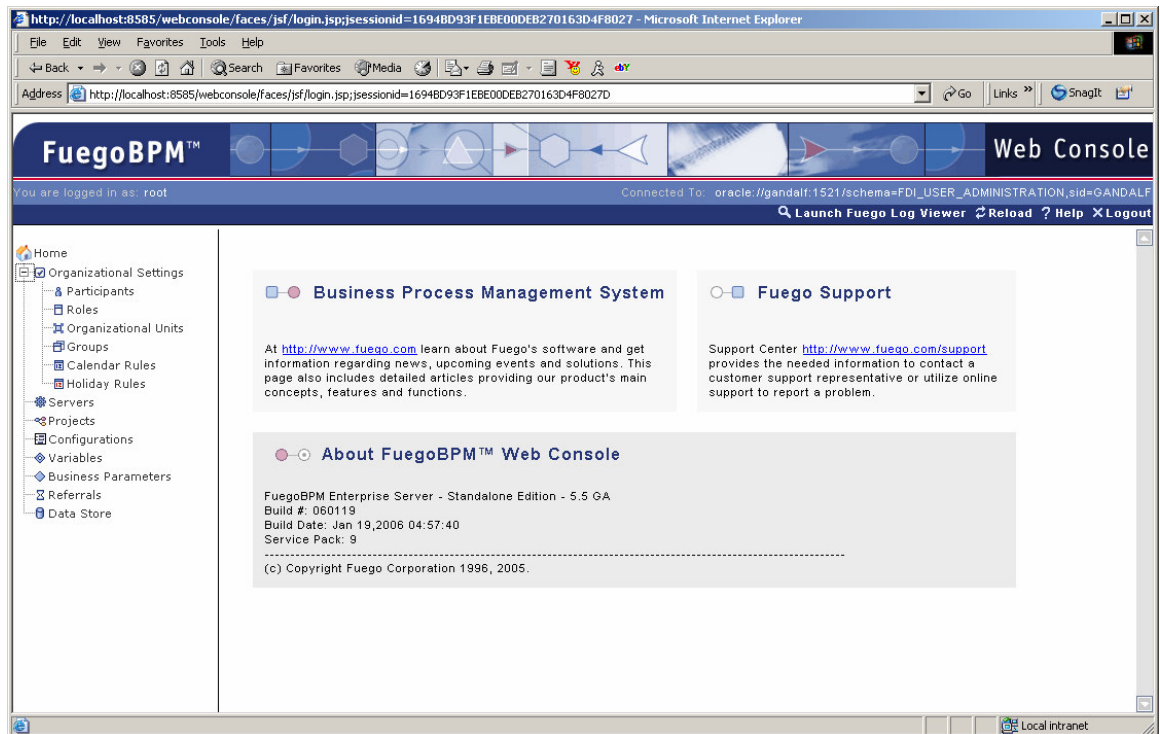 http://localhost:8585/webconsole/faces/jsf/login.jsp;jsessionid=1694BD93F1EBE00DEB270163D4F8027 - Microsoft Internet Explorer
File Edit View Favorites Tools Help
Back Search Favorites Media
Address http://localhost:8585/webconsole/faces/jsf/login.jsp;jsessionid=1694BD93F1EBE00DEB270163D4F8027D Go Links » SnagIt
FuegoBPM™ Web Console
You are logged in as: root Connected To: oracle://gandalf:1521/schema=FDI_USER_ADMINISTRATION,sid=GANDALF
Launch Fuego Log Viewer Reload ? Help X Logout
Home
Organizational Settings
Participants
Roles
Organizational Units
Groups
Calendar Rules
Holiday Rules
Servers
Projects
Configurations
Variables
Business Parameters
Referrals
Data Store
Business Process Management System
At http://www.fuego.com learn about Fuego's software and get
information regarding news, upcoming events and solutions. This
page also includes detailed articles providing our product's main
concepts, features and functions.
Fuego Support
Support Center http://www.fuego.com/support
provides the needed information to contact a
customer support representative or utilize online
support to report a problem.
About FuegoBPM™ Web Console
FuegoBPM Enterprise Server - Standalone Edition - 5.5 GA
Build #: 060119
Build Date: Jan 19,2006 04:57:40
Service Pack: 9
--------------------------------------------------------------------------------
(c) Copyright Fuego Corporation 1996, 2005.
Local intranet